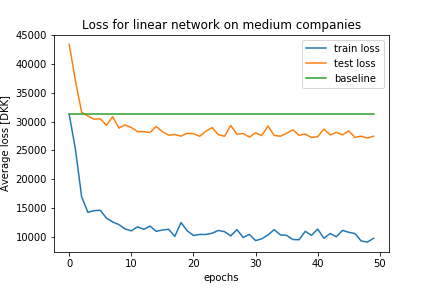 Loss for linear network on medium companies
45000
40000
35000
30000
25000
20000
15000
10000
Average loss [DKK]
train loss
test loss
baseline
0
10
20
30
40
50
epochs